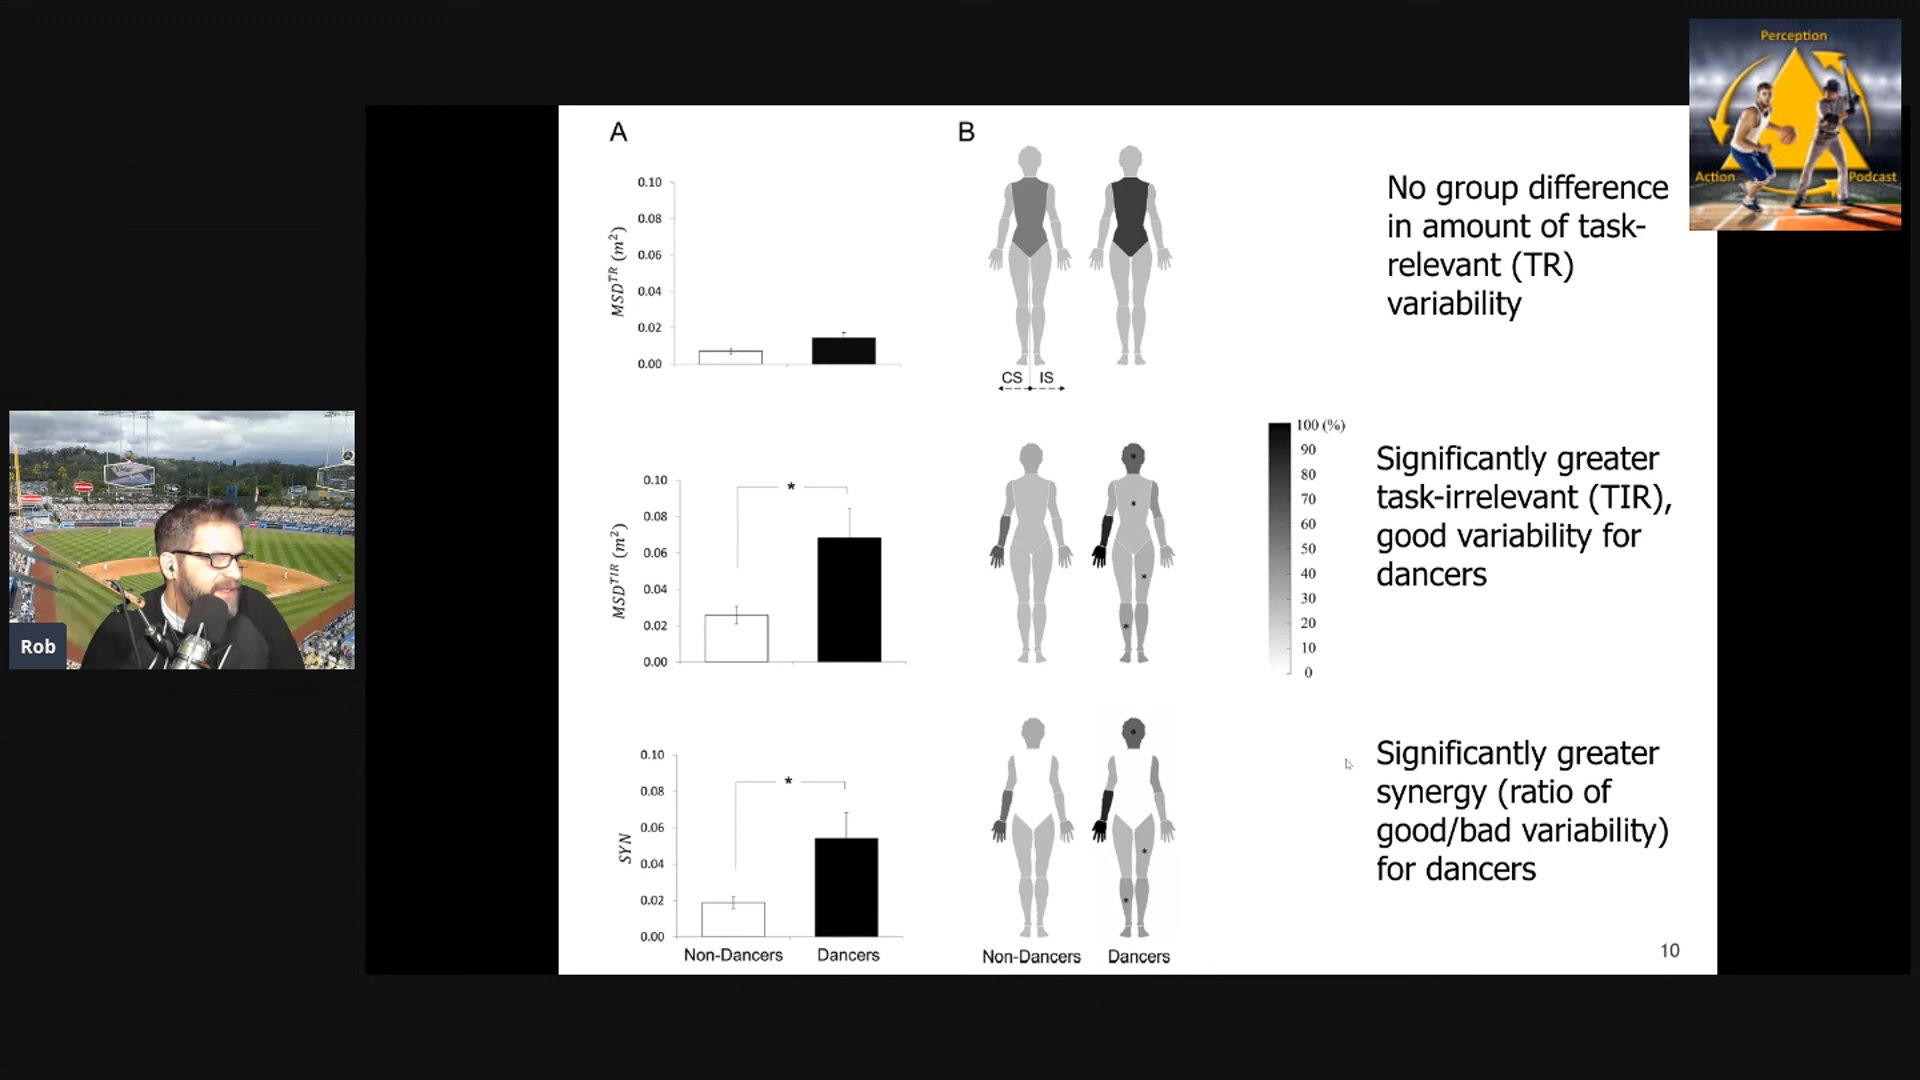 Perception
Action
Podcast
Rob
A
B
0.10
0.08
0.06
0.04
0.02
0.00
MSD^TR (m²)
CS
IS
No group difference
in amount of task-
relevant (TR)
variability
0.10
0.08
0.06
0.04
0.02
0.00
MSD^TIR (m²)
*
*
*
*
*
100 (%)
90
80
70
60
50
40
30
20
10
0
Significantly greater
task-irrelevant (TIR),
good variability for
dancers
0.10
0.08
0.06
0.04
0.02
0.00
SYN
*
*
*
*
Non-Dancers
Dancers
Non-Dancers
Dancers
Significantly greater
synergy (ratio of
good/bad variability)
for dancers
10